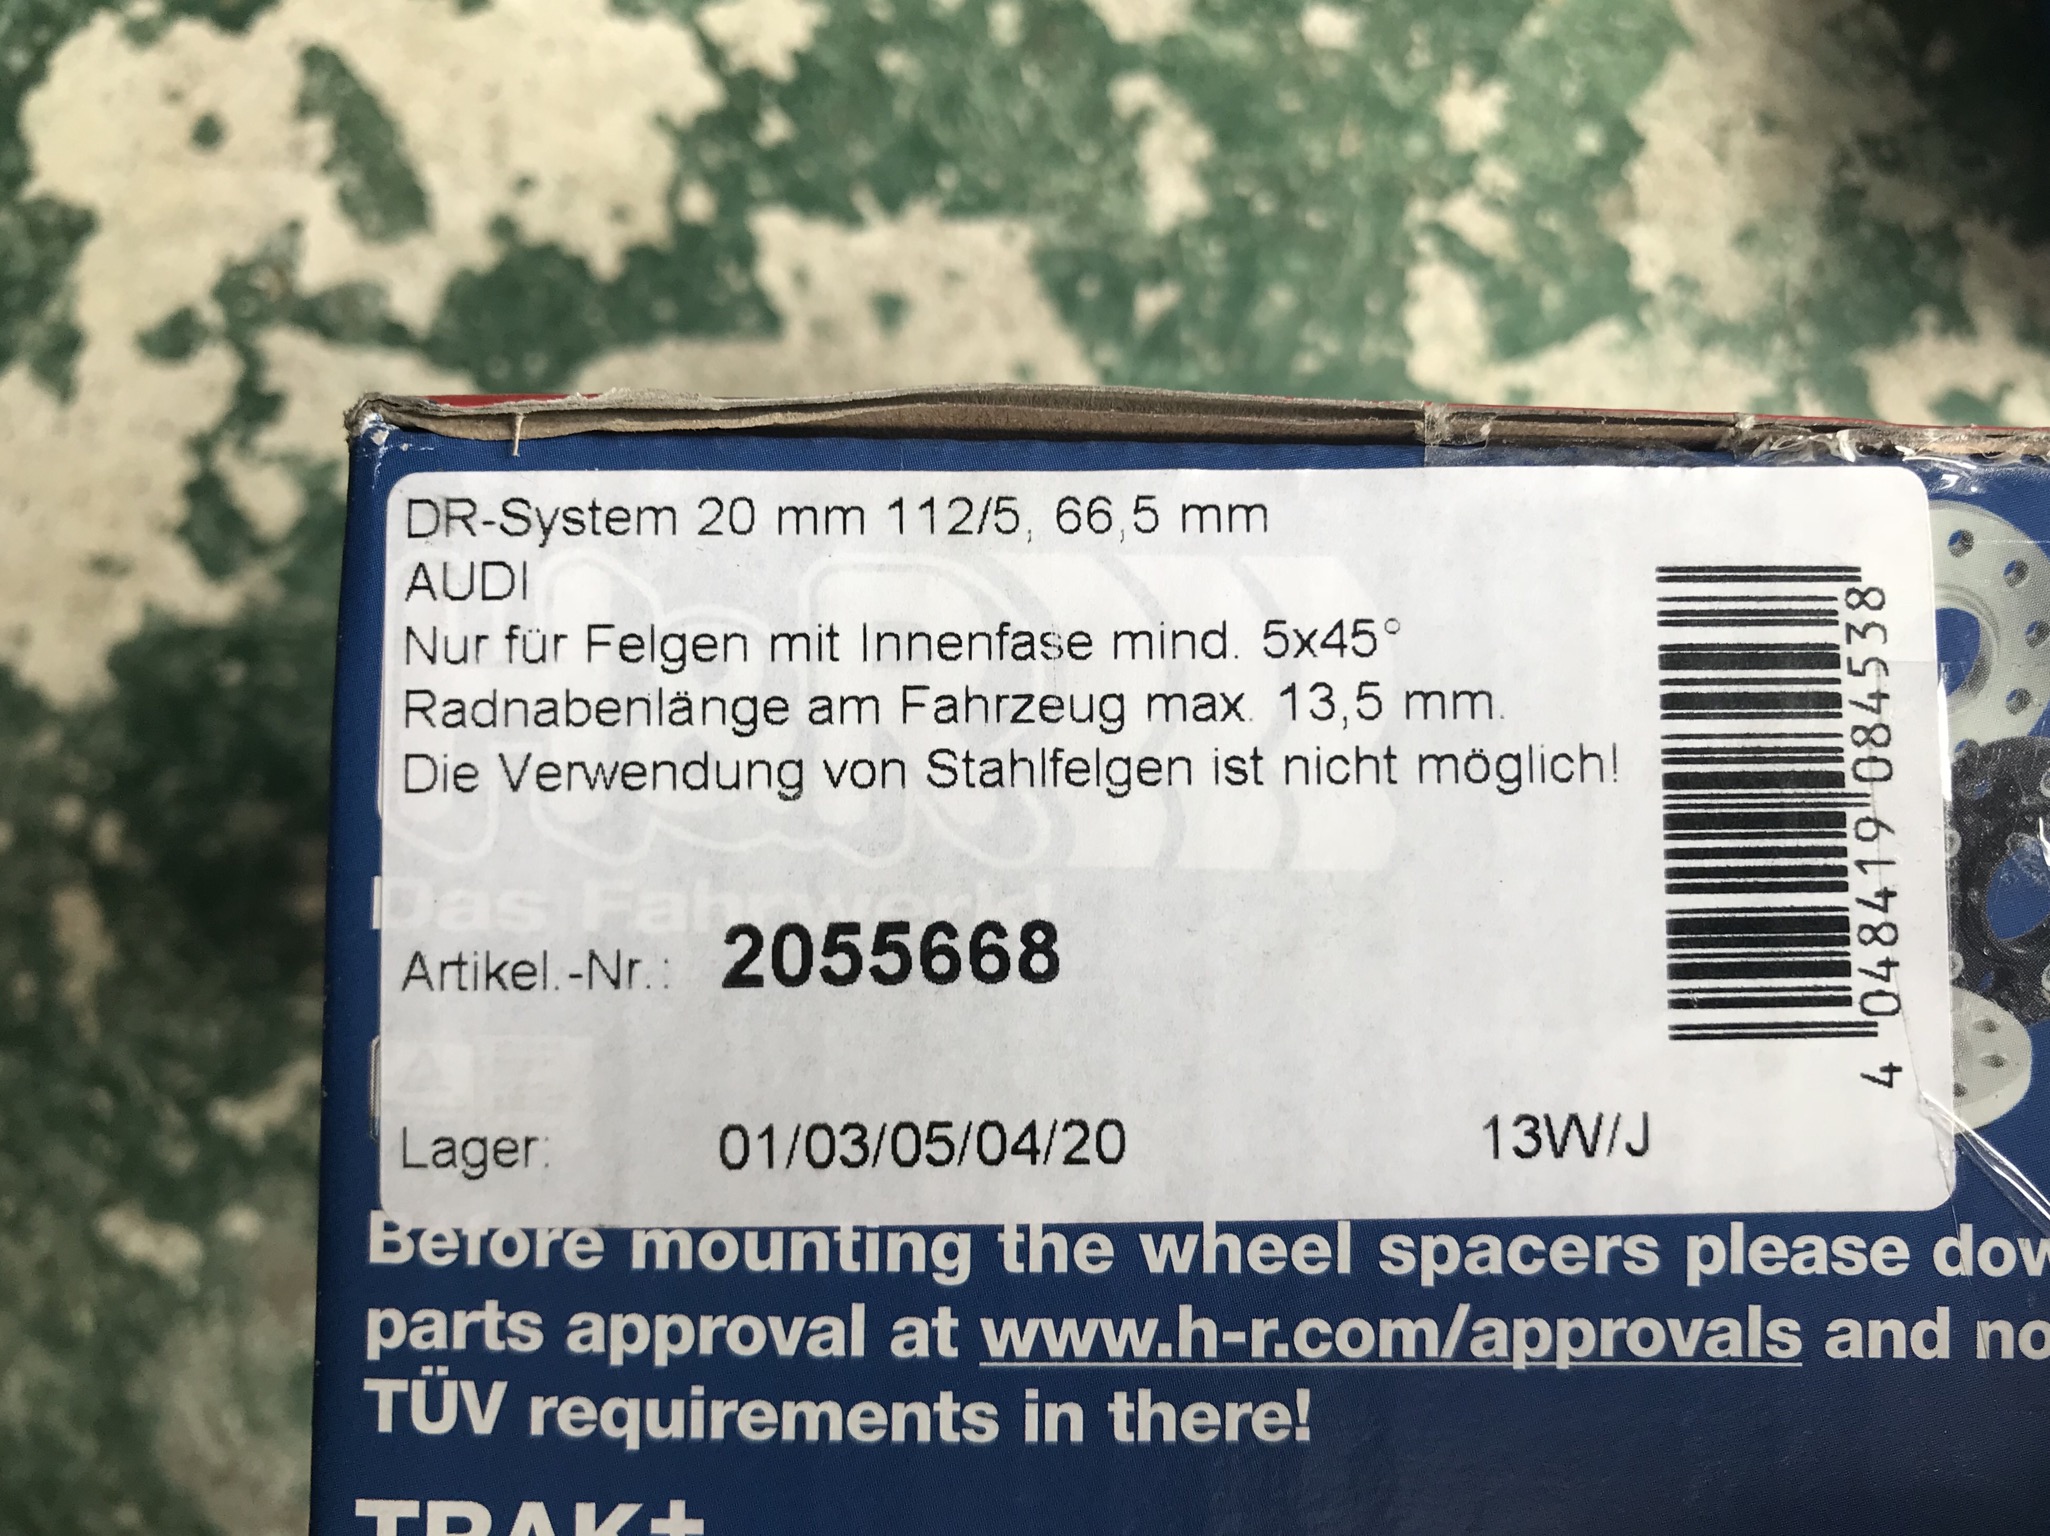 DR-System 20 mm 112/5, 66,5 mm
AUDI
Nur für Felgen mit Innenfase mind. 5x45°
Radnabenlänge am Fahrzeug max. 13,5 mm.
Die Verwendung von Stahlfelgen ist nicht möglich!
H&R
Das Fahrwerk!
Artikel.-Nr.: 2055668
Lager: 01/03/05/04/20 13W/J
4 048419 084538
Before mounting the wheel spacers please dow
parts approval at www.h-r.com/approvals and no
TÜV requirements in there!
TRAK+